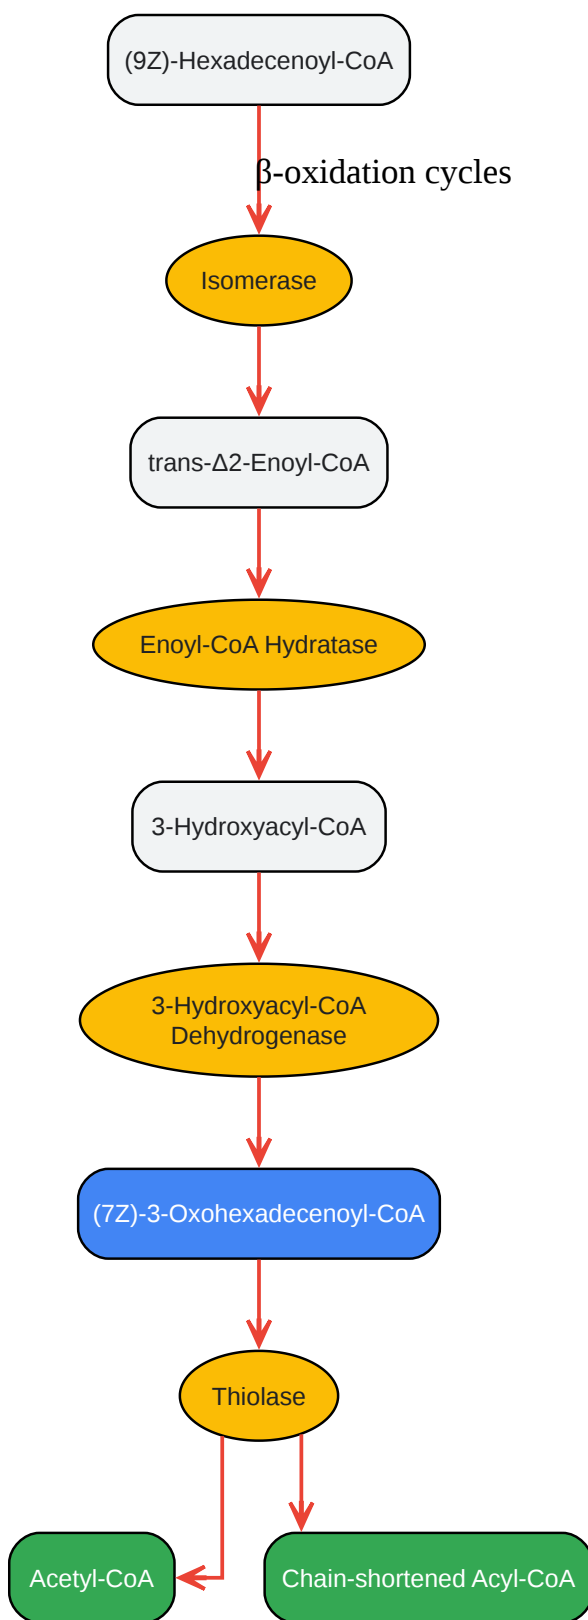 (9Z)-Hexadecenoyl-CoA
β-oxidation cycles
Isomerase
trans-Δ2-Enoyl-CoA
Enoyl-CoA Hydratase
3-Hydroxyacyl-CoA
3-Hydroxyacyl-CoA
Dehydrogenase
(7Z)-3-Oxohexadecenoyl-CoA
Thiolase
Acetyl-CoA
Chain-shortened Acyl-CoA